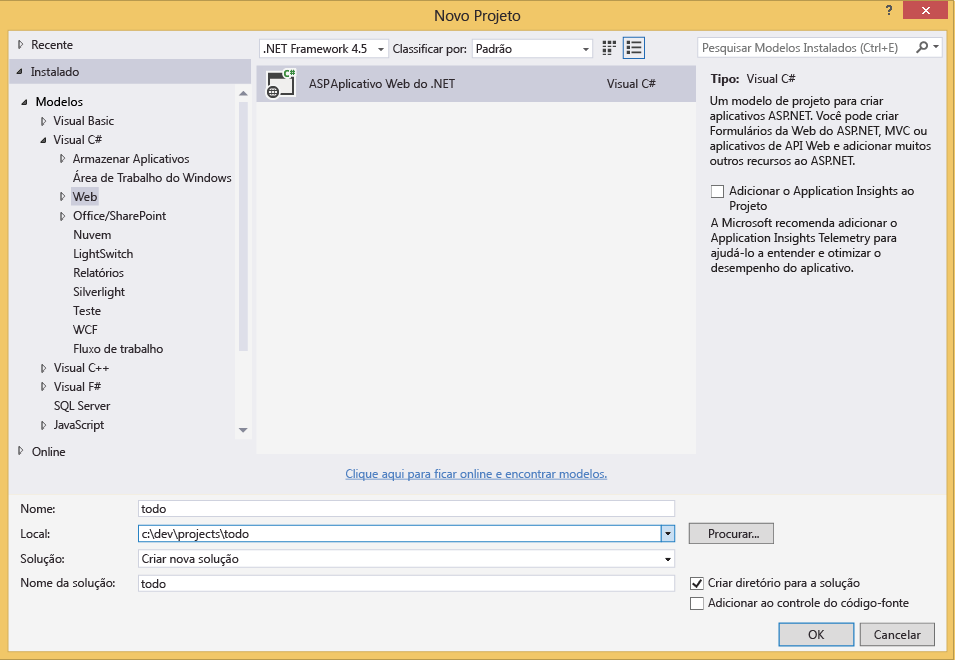 Novo Projeto
?
Recente
.NET Framework 4.5
Classificar por:
Padrão
Pesquisar Modelos Instalados (Ctrl+E)
Instalado
Modelos
Visual Basic
Visual C#
Armazenar Aplicativos
Área de Trabalho do Windows
Web
Office/SharePoint
Nuvem
LightSwitch
Relatórios
Silverlight
Teste
WCF
Fluxo de trabalho
Visual C++
Visual F#
SQL Server
JavaScript
Online
C#
ASPAplicativo Web do .NET
Visual C#
Tipo: Visual C#
Um modelo de projeto para criar
aplicativos ASP.NET. Você pode criar
Formulários da Web do ASP.NET, MVC ou
aplicativos de API Web e adicionar muitos
outros recursos ao ASP.NET.
Adicionar o Application Insights ao
Projeto
A Microsoft recomenda adicionar o
Application Insights Telemetry para
ajudá-lo a entender e otimizar o
desempenho do aplicativo.
Clique aqui para ficar online e encontrar modelos.
Nome:
todo
Local:
c:\dev\projects\todo
Procurar...
Solução:
Criar nova solução
Nome da solução:
todo
Criar diretório para a solução
Adicionar ao controle do código-fonte
OK
Cancelar